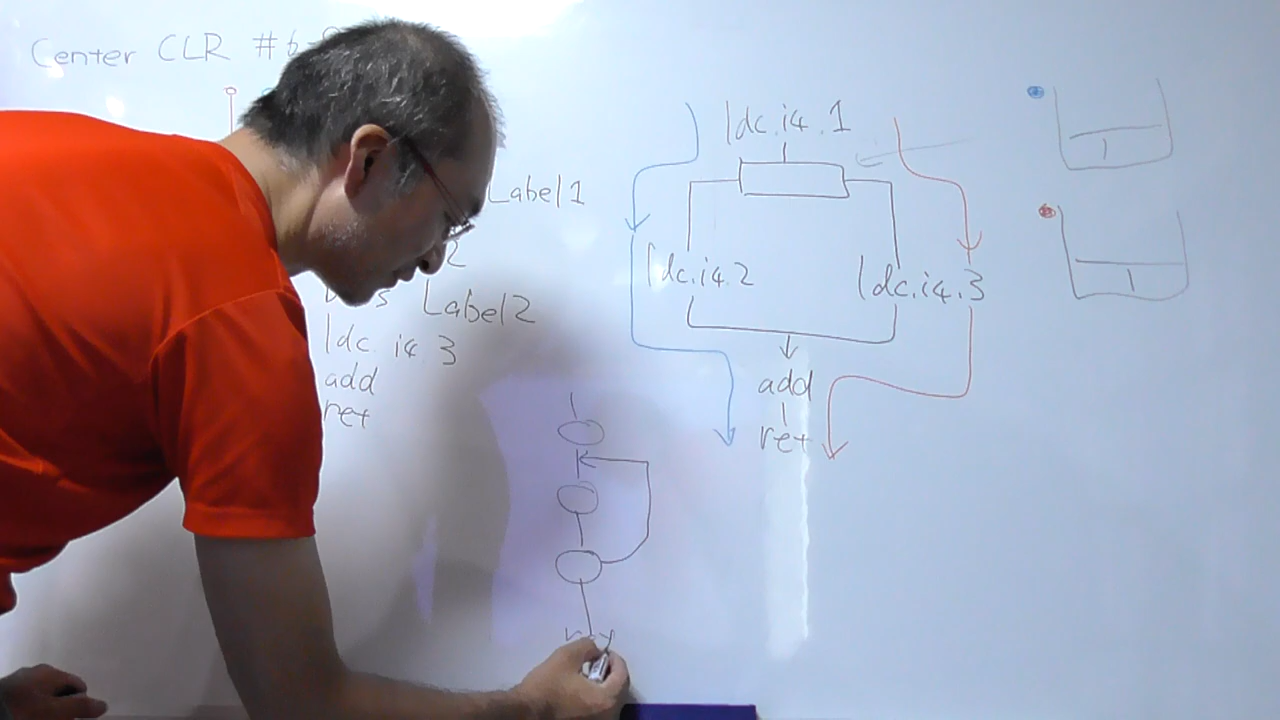 Center CLR #6
Label1
2
s Label2
ldc. i4. 3
add
ret
ldc.i4.1
ldc.i4.2
ldc.i4.3
add
ret
1
1